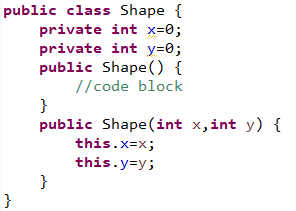 public class Shape {
    private int x=0;
    private int y=0;
    public Shape() {
        //code block
    }
    public Shape(int x,int y) {
        this.x=x;
        this.y=y;
    }
}